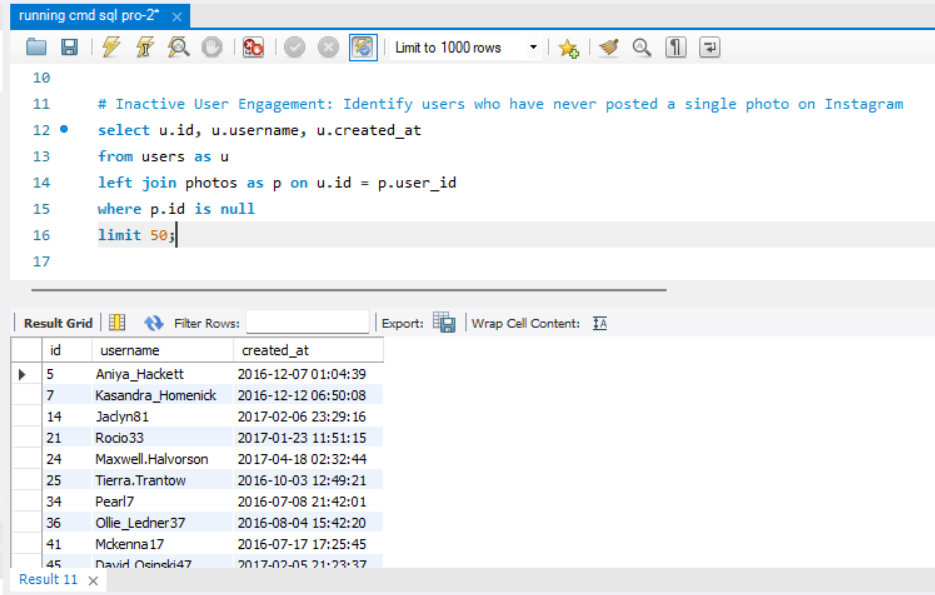 running cmd sql pro-2*
Limit to 1000 rows
10
11 # Inactive User Engagement: Identify users who have never posted a single photo on Instagram
12 select u.id, u.username, u.created_at
13 from users as u
14 left join photos as p on u.id = p.user_id
15 where p.id is null
16 limit 50;
17
Result Grid Filter Rows: Export: Wrap Cell Content:
id username created_at
5 Aniya_Hackett 2016-12-07 01:04:39
7 Kasandra_Homenick 2016-12-12 06:50:08
14 Jaclyn81 2017-02-06 23:29:16
21 Rocio33 2017-01-23 11:51:15
24 Maxwell.Halvorson 2017-04-18 02:32:44
25 Tierra.Trantow 2016-10-03 12:49:21
34 Pearl7 2016-07-08 21:42:01
36 Ollie_Ledner37 2016-08-04 15:42:20
41 Mckenna17 2016-07-17 17:25:45
45 David.Osinski47 2017-02-05 21:23:37
Result 11